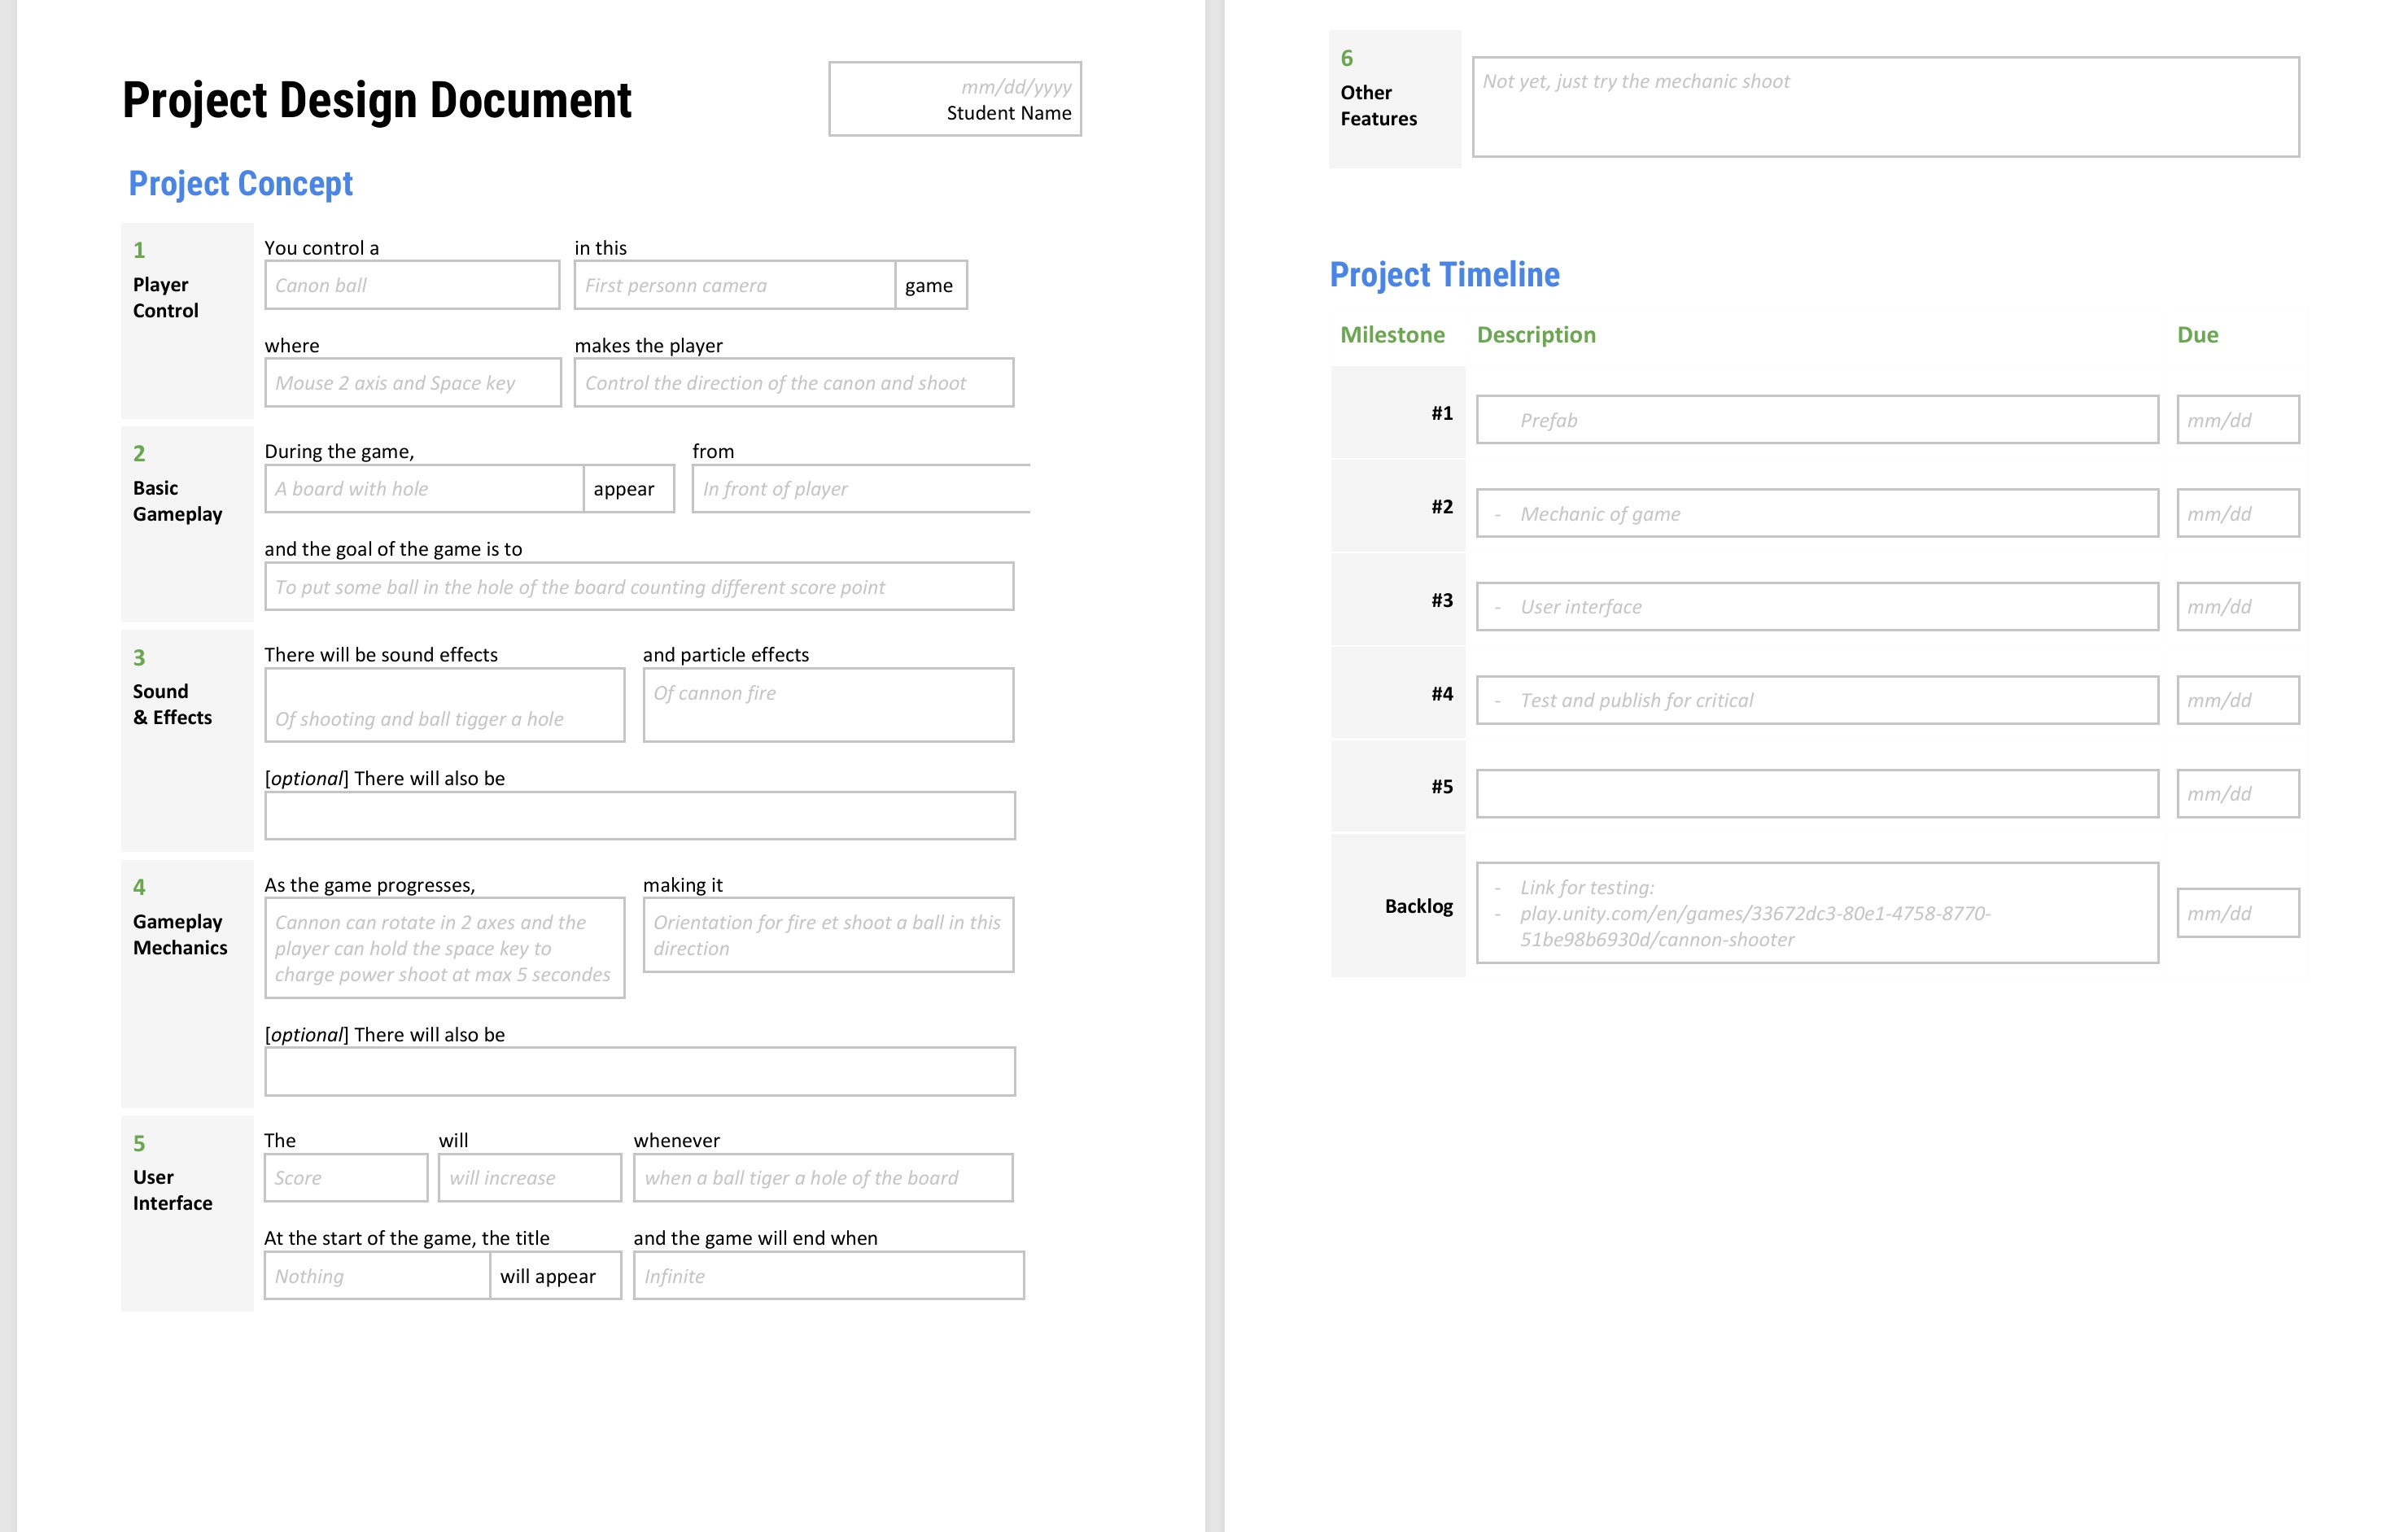 Project Design Document
mm/dd/yyyy
Student Name
Project Concept
1
Player
Control
You control a
Canon ball
in this
First personn camera
game
where
Mouse 2 axis and Space key
makes the player
Control the direction of the canon and shoot
2
Basic
Gameplay
During the game,
A board with hole
appear
from
In front of player
and the goal of the game is to
To put some ball in the hole of the board counting different score point
3
Sound
& Effects
There will be sound effects
Of shooting and ball tigger a hole
and particle effects
Of cannon fire
[optional] There will also be
4
Gameplay
Mechanics
As the game progresses,
Cannon can rotate in 2 axes and the
player can hold the space key to
charge power shoot at max 5 secondes
making it
Orientation for fire et shoot a ball in this
direction
[optional] There will also be
5
User
Interface
The
Score
will
will increase
whenever
when a ball tiger a hole of the board
At the start of the game, the title
Nothing
will appear
and the game will end when
Infinite
6
Other
Features
Not yet, just try the mechanic shoot
Project Timeline
Milestone Description Due
#1 Prefab mm/dd
#2 - Mechanic of game mm/dd
#3 - User interface mm/dd
#4 - Test and publish for critical mm/dd
#5 mm/dd
Backlog
- Link for testing:
- play.unity.com/en/games/33672dc3-80e1-4758-8770-
51be98b6930d/cannon-shooter
mm/dd